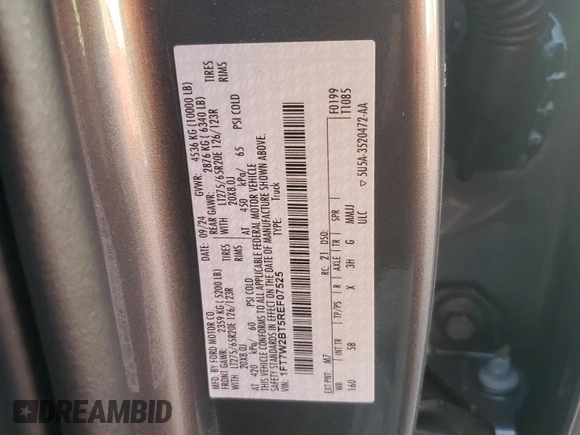 MFD. BY FORD MOTOR CO.
DATE: 09/24 GVWR: 4536 KG (10000 LB)
FRONT GAWR: 2359 KG (5200 LB) REAR GAWR: 2876 KG (6340 LB)
WITH LT275/65R20E 126/123R TIRES WITH LT275/65R20E 126/123R TIRES
20X8.0J RIMS 20X8.0J RIMS
AT 420 kPa/ 60 PSI COLD AT 450 kPa/ 65 PSI COLD
THIS VEHICLE CONFORMS TO ALL APPLICABLE FEDERAL MOTOR VEHICLE
SAFETY STANDARDS IN EFFECT ON THE DATE OF MANUFACTURE SHOWN ABOVE.
VIN: 1FT7W2BT5REF07525 TYPE: Truck
F0199
T1085
EXT PNT: M7 RC: 21 DSO:
WB INT TR TP/PS R AXLE TR SPR
160 5B X 3H G MMUJ
ULC
5U5A-3520472-AA
DREAMBID